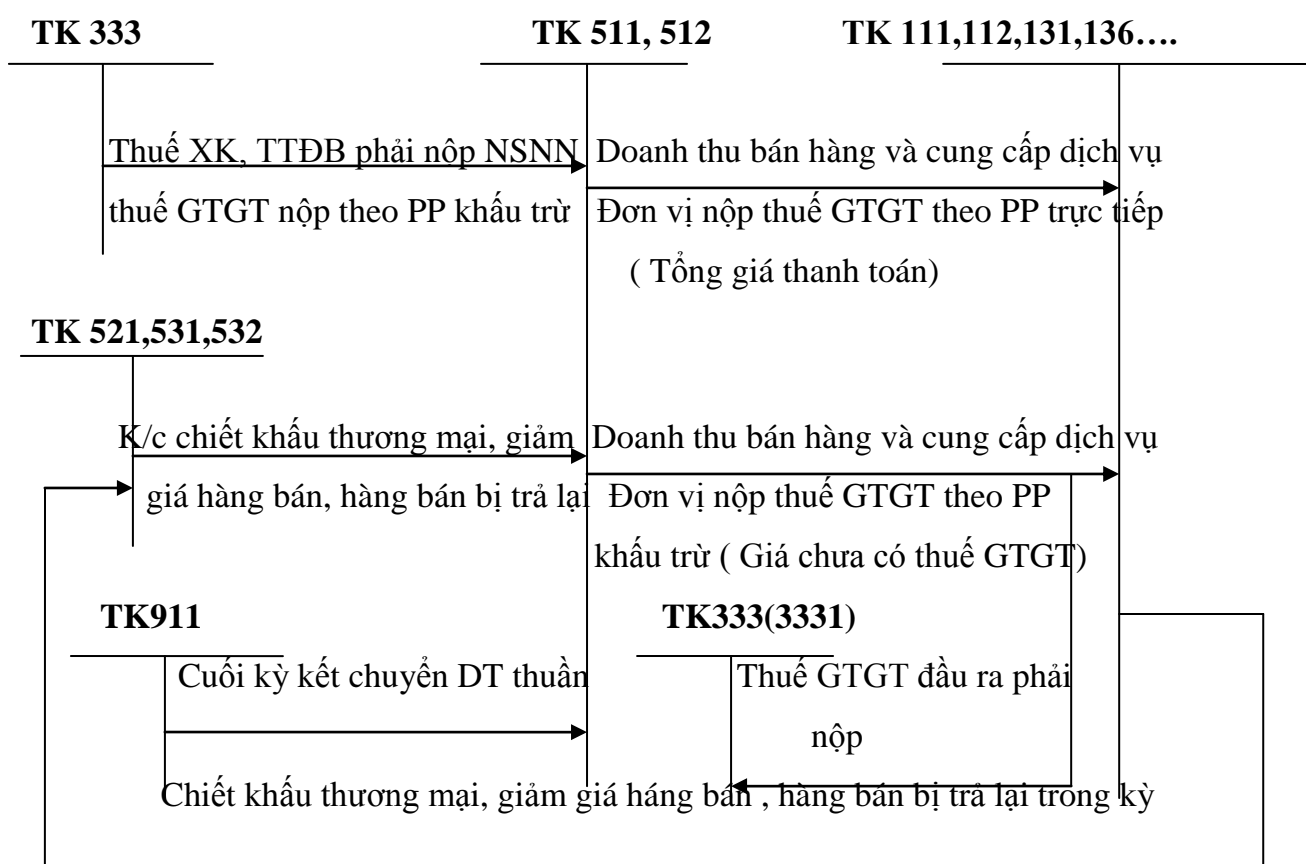 TK 333 TK 511, 512 TK 111,112,131,136….
Thuế XK, TTĐB phải nộp NSNN Doanh thu bán hàng và cung cấp dịch vụ
thuế GTGT nộp theo PP khấu trừ Đơn vị nộp thuế GTGT theo PP trực tiếp
( Tổng giá thanh toán)
TK 521,531,532
K/c chiết khấu thương mại, giảm Doanh thu bán hàng và cung cấp dịch vụ
giá hàng bán, hàng bán bị trả lại Đơn vị nộp thuế GTGT theo PP
khấu trừ ( Giá chưa có thuế GTGT)
TK911 TK333(3331)
Cuối kỳ kết chuyển DT thuần Thuế GTGT đầu ra phải
nộp
Chiết khấu thương mại, giảm giá háng bán , hàng bán bị trả lại trong kỳ